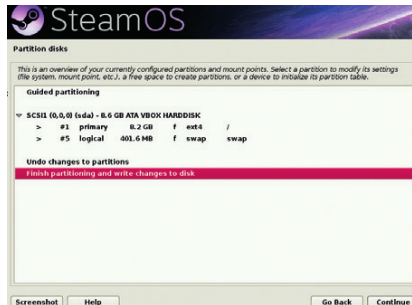 SteamOS
Partition disks
This is an overview of your currently configured partitions and mount points. Select a partition to modify its settings
(file system, mount point, etc.), a free space to create partitions, or a device to initialize its partition table.
Guided partitioning
SCSI1 (0,0,0) (sda) - 8.6 GB ATA VBOX HARDDISK
> #1 primary 8.2 GB f ext4 /
> #5 logical 401.6 MB f swap swap
Undo changes to partitions
Finish partitioning and write changes to disk
Screenshot Help Go Back Continue